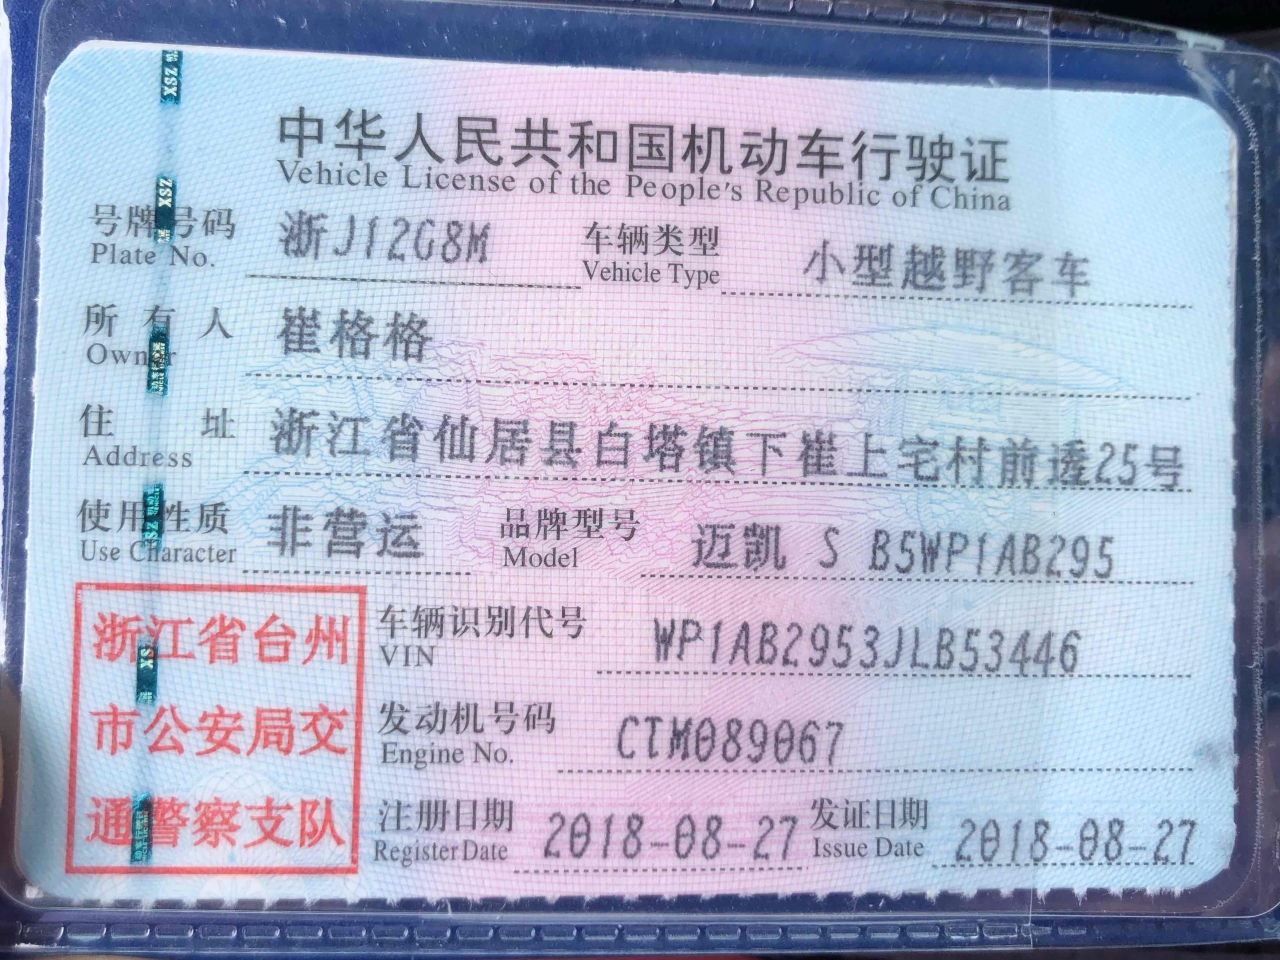 中华人民共和国机动车行驶证
Vehicle License of the People's Republic of China
号牌号码 浙J12G8M 车辆类型 小型越野客车
Plate No. Vehicle Type
所有人 崔格格
Owner
住址 浙江省仙居县白塔镇下崔上宅村前透25号
Address
使用性质 非营运 品牌型号 迈凯 S B5WP1AB295
Use Character Model
浙江省台州
市公安局交
通警察支队
车辆识别代号 WP1AB2953JLB53446
VIN
发动机号码 CTM089067
Engine No.
注册日期 2018-08-27 发证日期 2018-08-27
Register Date Issue Date
XSZ
XSZ
XSZ
XSZ